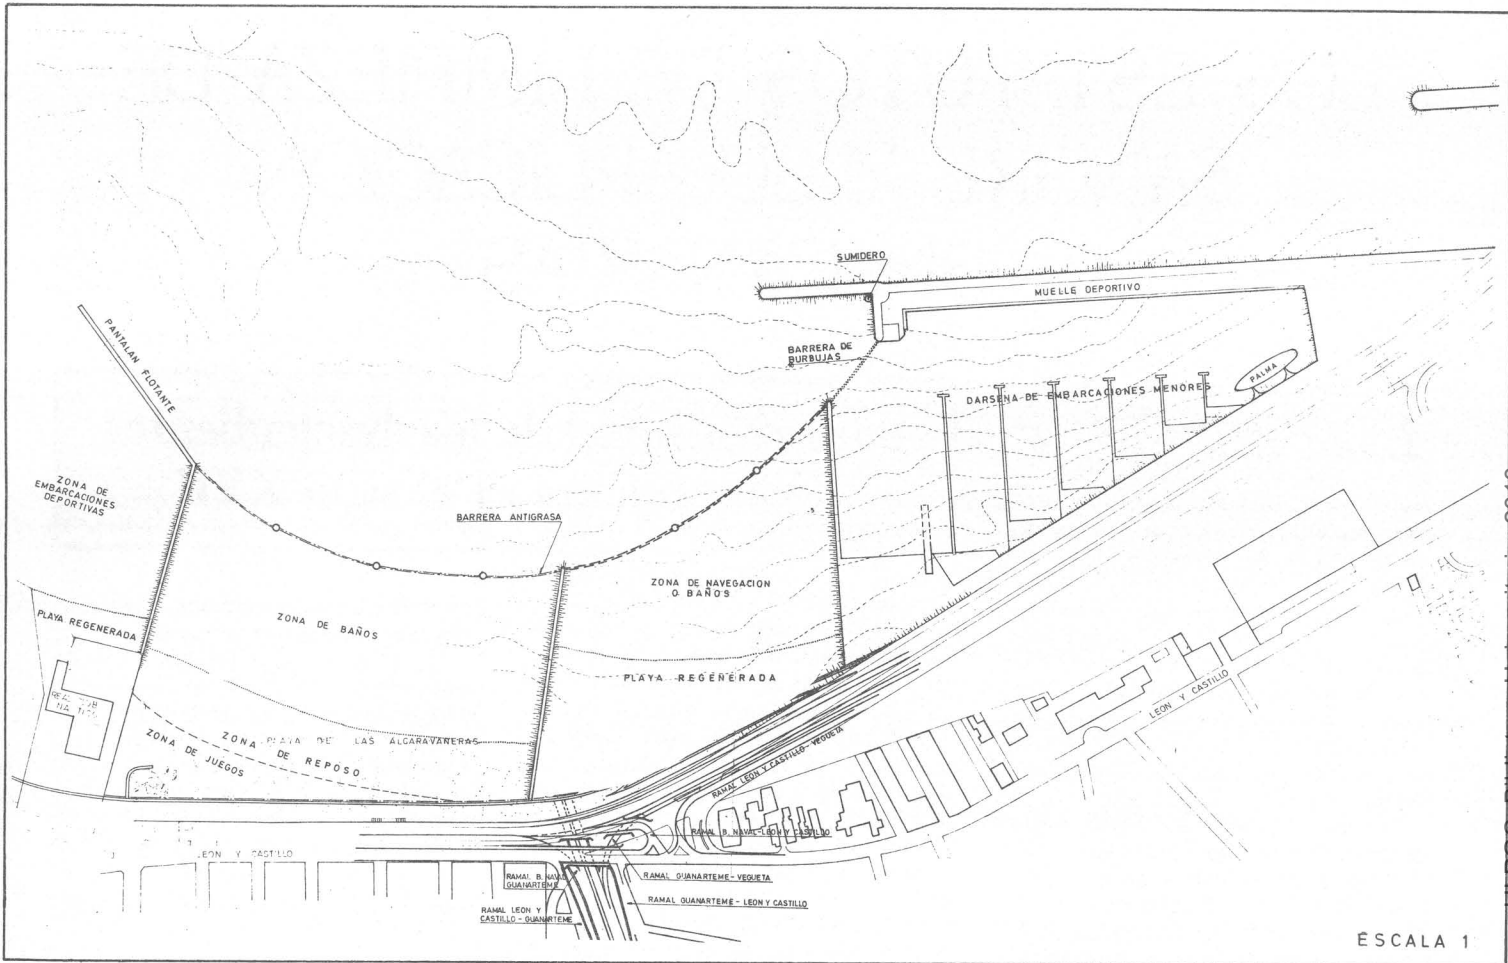 SUMIDERO
MUELLE DEPORTIVO
PANTALAN FLOTANTE
BARRERA DE
BURBUJAS
PALMA
DARSENA DE EMBARCACIONES MENORES
ZONA DE
EMBARCACIONES
DEPORTIVAS
BARRERA ANTIGRASA
ZONA DE NAVEGACION
O BAÑOS
ZONA DE BAÑOS
PLAYA REGENERADA
PLAYA REGENERADA
REAL CLUB
NAUTICO
PLAYA DE LAS ALCARAVANERAS
ZONA DE REPOSO
ZONA DE JUEGOS
LEON Y CASTILLO
RAMAL LEON Y CASTILLO-VEGUETA
RAMAL B. NAVAL-LEON Y CASTILLO
LEON Y CASTILLO
RAMAL B. NAVAL
GUANARTEME
RAMAL GUANARTEME-VEGUETA
RAMAL LEON Y
CASTILLO-GUANARTEME
RAMAL GUANARTEME-LEON Y CASTILLO
ESCALA 1